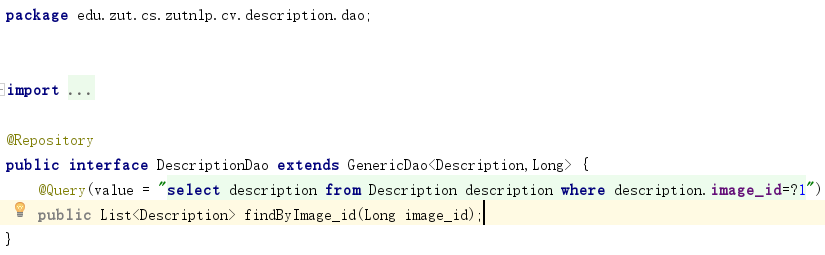 package edu.zut.cs.zutnlp.cv.description.dao;
import ...
@Repository
public interface DescriptionDao extends GenericDao<Description,Long> {
@Query(value = "select description from Description description where description.image_id=?1")
public List<Description> findByImage_id(Long image_id);
}